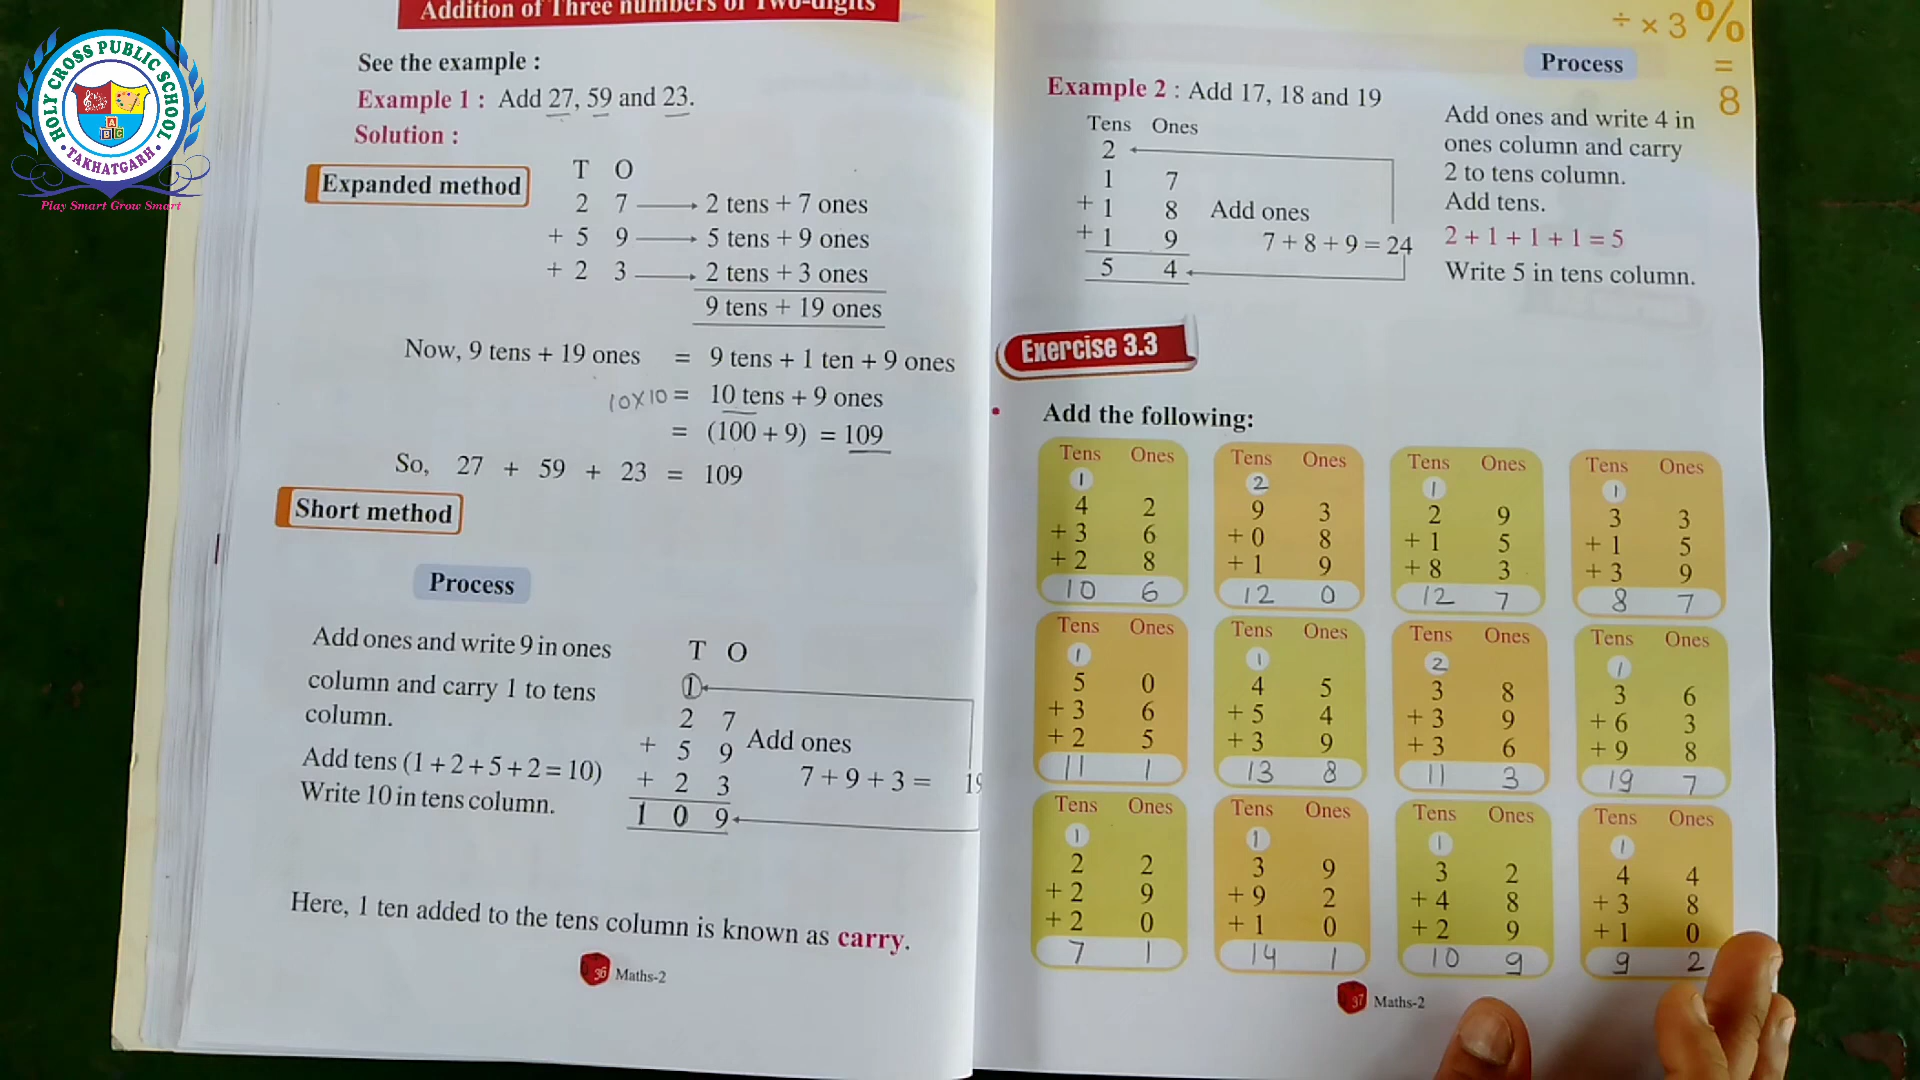 HOLY CROSS PUBLIC SCHOOL
• TAKHATGARH •
A
B C
Play Smart Grow Smart
Addition of Three numbers of Two-digits
See the example :
Example 1 : Add 27, 59 and 23.
Solution :
Expanded method
T O
2 7 → 2 tens + 7 ones
+ 5 9 → 5 tens + 9 ones
+ 2 3 → 2 tens + 3 ones
9 tens + 19 ones
Now, 9 tens + 19 ones = 9 tens + 1 ten + 9 ones
10×10 = 10 tens + 9 ones
= (100 + 9) = 109
So, 27 + 59 + 23 = 109
Short method
Process
Add ones and write 9 in ones
column and carry 1 to tens
column.
Add tens (1 + 2 + 5 + 2 = 10)
Write 10 in tens column.
T O
1
2 7
+ 5 9 Add ones
+ 2 3 7 + 9 + 3 = 19
1 0 9
Here, 1 ten added to the tens column is known as carry.
36 Maths-2
÷ × 3 %
=
8
Process
Example 2 : Add 17, 18 and 19
Tens Ones
2
1 7
+ 1 8 Add ones
+ 1 9 7 + 8 + 9 = 24
5 4
Add ones and write 4 in
ones column and carry
2 to tens column.
Add tens.
2 + 1 + 1 + 1 = 5
Write 5 in tens column.
Exercise 3.3
Add the following:
Tens Ones Tens Ones Tens Ones Tens Ones
1 2 1 1
4 2 9 3 2 9 3 3
+ 3 6 + 0 8 + 1 5 + 1 5
+ 2 8 + 1 9 + 8 3 + 3 9
10 6 12 0 12 7 8 7
Tens Ones Tens Ones Tens Ones Tens Ones
1 1 2 1
5 0 4 5 3 8 3 6
+ 3 6 + 5 4 + 3 9 + 6 3
+ 2 5 + 3 9 + 3 6 + 9 8
11 1 13 8 11 3 19 7
Tens Ones Tens Ones Tens Ones Tens Ones
1 1 1 1
2 2 3 9 3 2 4 4
+ 2 9 + 9 2 + 4 8 + 3 8
+ 2 0 + 1 0 + 2 9 + 1 0
7 1 14 1 10 9 9 2
37 Maths-2